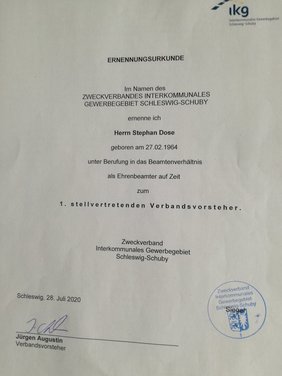 ikg
Interkommunales Gewerbegebiet
Schleswig-Schuby
ERNENNUNGSURKUNDE
Im Namen des
ZWECKVERBANDES INTERKOMMUNALES
GEWERBEGEBIET SCHLESWIG-SCHUBY
ernenne ich
Herrn Stephan Dose
geboren am 27.02.1964
unter Berufung in das Beamtenverhältnis
als Ehrenbeamter auf Zeit
zum
1. stellvertretenden Verbandsvorsteher.
Zweckverband
Interkommunales Gewerbegebiet
Schleswig-Schuby
Schleswig, 28. Juli 2020
Jürgen Augustin
Verbandsvorsteher
Zweckverband
Interkommunales
Gewerbegebiet
Schleswig-Schuby
Siegel